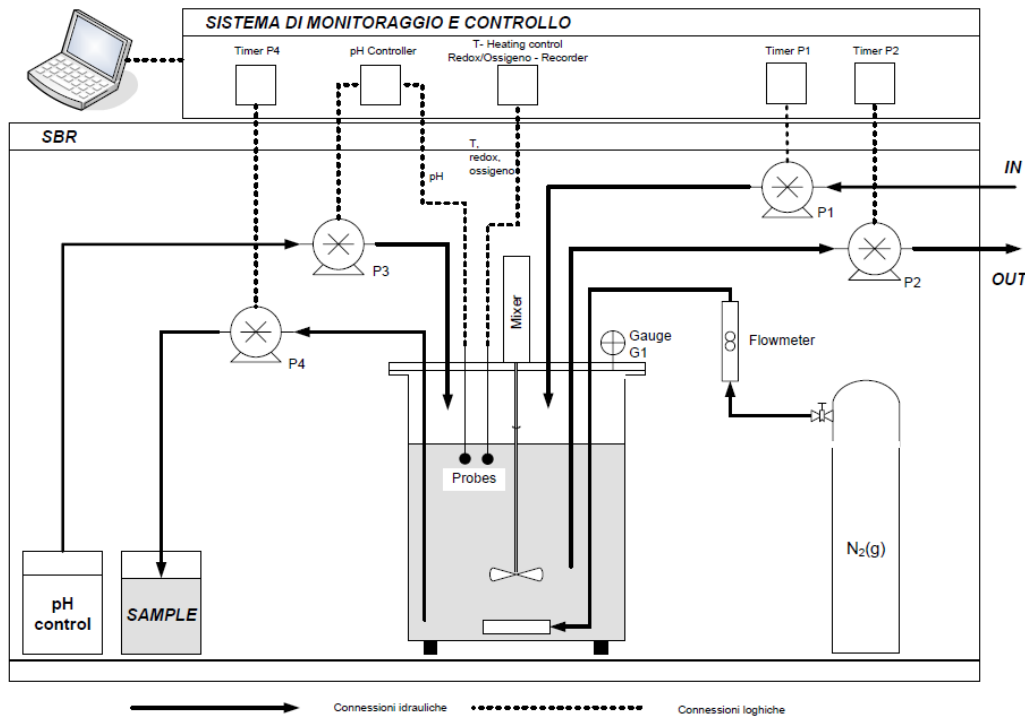 SISTEMA DI MONITORAGGIO E CONTROLLO
Timer P4
pH Controller
T- Heating control
Redox/Ossigeno - Recorder
Timer P1
Timer P2
SBR
T,
redox,
ossigeno
pH
IN
P1
P3
P2
OUT
Mixer
Gauge
G1
Flowmeter
P4
Probes
N₂(g)
pH
control
SAMPLE
Connessioni idrauliche
Connessioni loghiche